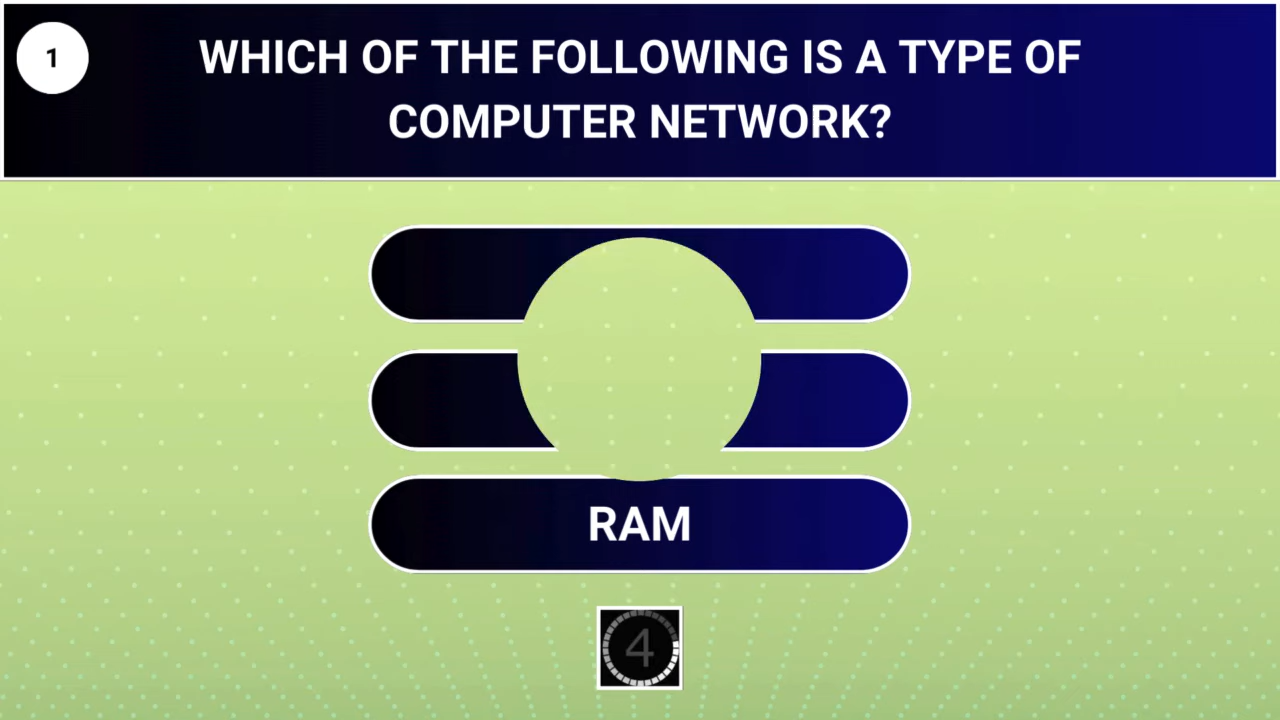 1
WHICH OF THE FOLLOWING IS A TYPE OF
COMPUTER NETWORK?
RAM
4